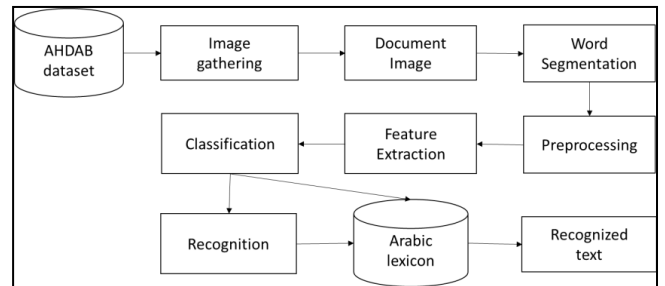 AHDAB
dataset
Image
gathering
Document
Image
Word
Segmentation
Preprocessing
Feature
Extraction
Classification
Recognition
Arabic
lexicon
Recognized
text